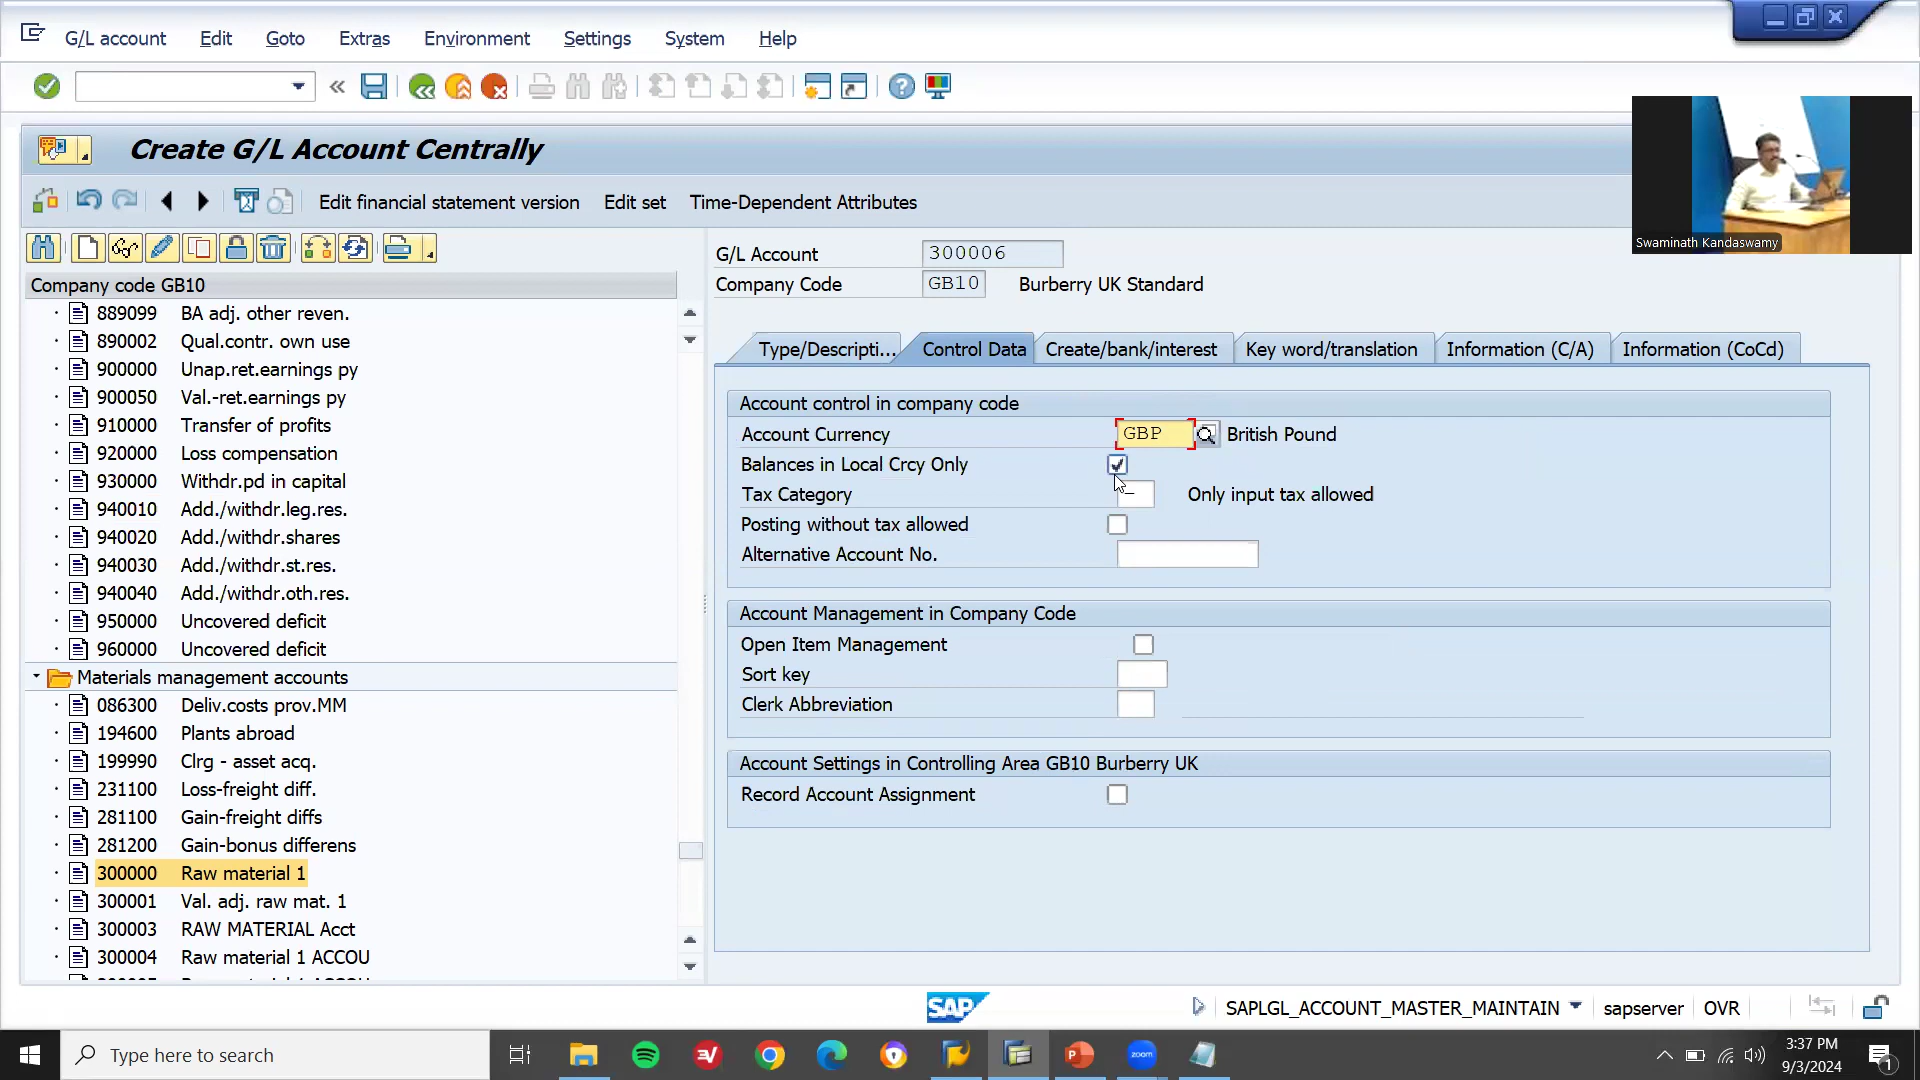 G/L account Edit Goto Extras Environment Settings System Help
Create G/L Account Centrally
Edit financial statement version Edit set Time-Dependent Attributes
Swaminath Kandaswamy
Company code GB10
889099 BA adj. other reven.
890002 Qual.contr. own use
900000 Unap.ret.earnings py
900050 Val.-ret.earnings py
910000 Transfer of profits
920000 Loss compensation
930000 Withdr.pd in capital
940010 Add./withdr.leg.res.
940020 Add./withdr.shares
940030 Add./withdr.st.res.
940040 Add./withdr.oth.res.
950000 Uncovered deficit
960000 Uncovered deficit
Materials management accounts
086300 Deliv.costs prov.MM
194600 Plants abroad
199990 Clrg - asset acq.
231100 Loss-freight diff.
281100 Gain-freight diffs
281200 Gain-bonus differens
300000 Raw material 1
300001 Val. adj. raw mat. 1
300003 RAW MATERIAL Acct
300004 Raw material 1 ACCOU
G/L Account 300006
Company Code GB10 Burberry UK Standard
Type/Descripti... Control Data Create/bank/interest Key word/translation Information (C/A) Information (CoCd)
Account control in company code
Account Currency GBP British Pound
Balances in Local Crcy Only
Tax Category - Only input tax allowed
Posting without tax allowed
Alternative Account No.
Account Management in Company Code
Open Item Management
Sort key
Clerk Abbreviation
Account Settings in Controlling Area GB10 Burberry UK
Record Account Assignment
SAP SAPLGL_ACCOUNT_MASTER_MAINTAIN sapserver OVR
Type here to search
zoom
3:37 PM
9/3/2024
1